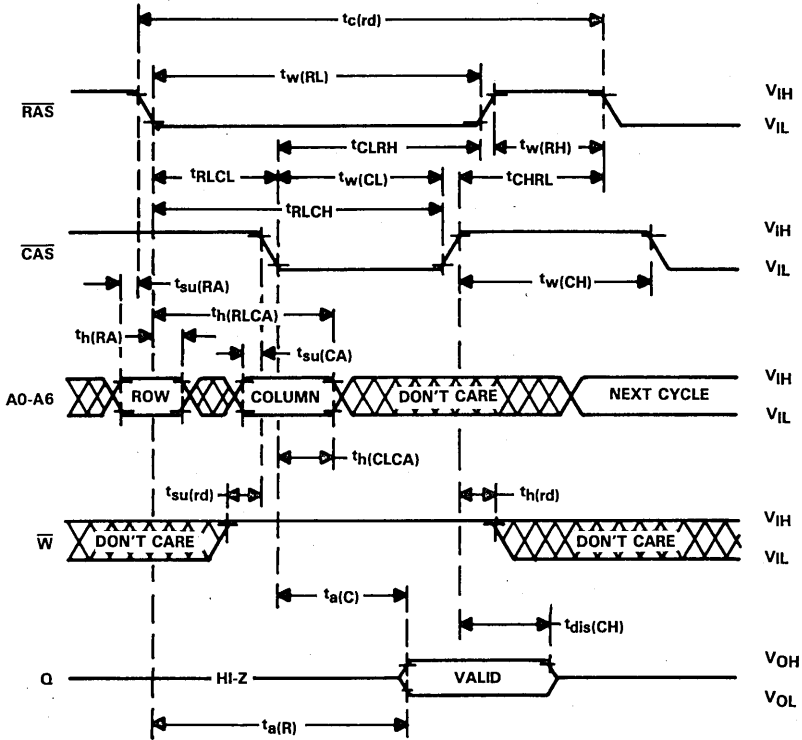 tc(rd)
tw(RL)
RAS
VIH
VIL
tCLRH
tw(RH)
tRLCL
tw(CL)
tCHRL
tRLCH
CAS
VIH
VIL
tsu(RA)
tw(CH)
th(RLCA)
th(RA)
tsu(CA)
A0-A6
ROW
COLUMN
DON'T CARE
NEXT CYCLE
VIH
VIL
th(CLCA)
tsu(rd)
th(rd)
W
DON'T CARE
DON'T CARE
VIH
VIL
ta(C)
tdis(CH)
Q
HI-Z
VALID
VOH
VOL
ta(R)